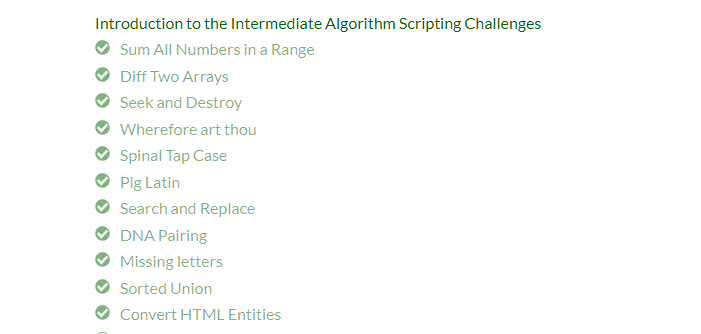 Introduction to the Intermediate Algorithm Scripting Challenges
Sum All Numbers in a Range
Diff Two Arrays
Seek and Destroy
Wherefore art thou
Spinal Tap Case
Pig Latin
Search and Replace
DNA Pairing
Missing letters
Sorted Union
Convert HTML Entities